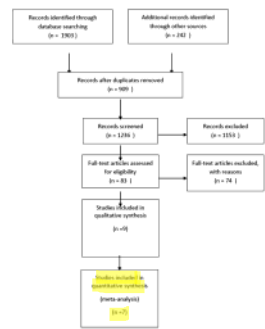 Records identified through
database searching
(n = 1903 )
Additional records identified
through other sources
(n = 242 )
Records after duplicates removed
(n = 909 )
Records screened
(n = 1236 )
Records excluded
(n = 1153 )
Full-text articles assessed
for eligibility
(n = 83 )
Full-text articles excluded,
with reasons
(n = 74 )
Studies included in
qualitative synthesis
(n =9)
Studies included in
quantitative synthesis
(meta-analysis)
(n =7)